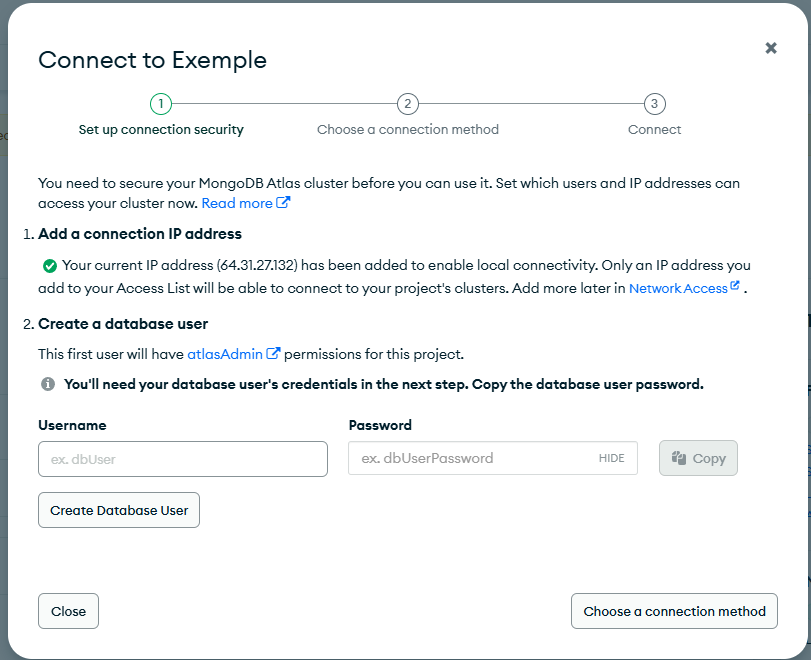 Connect to Exemple
1
2
3
Set up connection security
Choose a connection method
Connect
You need to secure your MongoDB Atlas cluster before you can use it. Set which users and IP addresses can
access your cluster now. Read more
1. Add a connection IP address
Your current IP address (64.31.27.132) has been added to enable local connectivity. Only an IP address you
add to your Access List will be able to connect to your project's clusters. Add more later in Network Access .
2. Create a database user
This first user will have atlasAdmin permissions for this project.
You'll need your database user's credentials in the next step. Copy the database user password.
Username
Password
ex. dbUser
ex. dbUserPassword
HIDE
Copy
Create Database User
Close
Choose a connection method